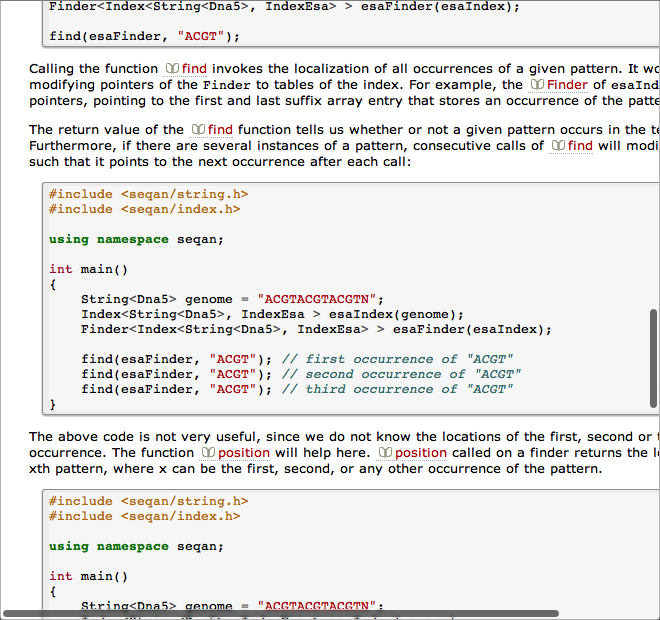 Finder<Index<String<Dna5>, IndexEsa> > esaFinder(esaIndex);
find(esaFinder, "ACGT");
Calling the function find invokes the localization of all occurrences of a given pattern. It
modifying pointers of the Finder to tables of the index. For example, the Finder of
pointers, pointing to the first and last suffix array entry that stores an occurrence of the
The return value of the find function tells us whether or not a given pattern occurs in the
Furthermore, if there are several instances of a pattern, consecutive calls of find will
such that it points to the next occurrence after each call:
#include <seqan/string.h>
#include <seqan/index.h>
using namespace seqan;
int main()
{
String<Dna5> genome = "ACGTACGTACGTN";
Index<String<Dna5>, IndexEsa > esaIndex(genome);
Finder<Index<String<Dna5>, IndexEsa> > esaFinder(esaIndex);
find(esaFinder, "ACGT"); // first occurrence of "ACGT"
find(esaFinder, "ACGT"); // second occurrence of "ACGT"
find(esaFinder, "ACGT"); // third occurrence of "ACGT"
}
The above code is not very useful, since we do not know the locations of the first, second or
occurrence. The function position will help here. position called on a finder returns the
xth pattern, where x can be the first, second, or any other occurrence of the pattern.
#include <seqan/string.h>
#include <seqan/index.h>
using namespace seqan;
int main()
{
String<Dna5> genome = "ACGTACGTACGTN";